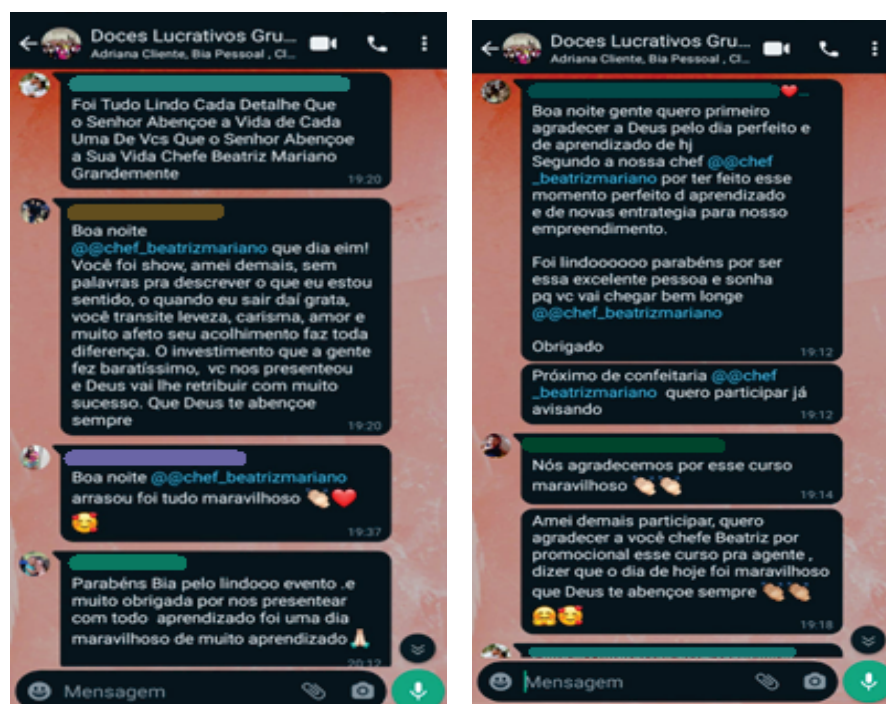 Doces Lucrativos Gru...
Adriana Cliente, Bia Pessoal , Cl...
Foi Tudo Lindo Cada Detalhe Que
o Senhor Abençoe a Vida de Cada
Uma De Vcs Que o Senhor Abençoe
a Sua Vida Chefe Beatriz Mariano
Grandemente
19:20
Boa noite
@@chef_beatrizmariano que dia eim!
Você foi show, amei demais, sem
palavras pra descrever o que eu estou
sentido, o quando eu sair daí grata,
você transite leveza, carisma, amor e
muito afeto seu acolhimento faz toda
diferença. O investimento que a gente
fez baratíssimo, vc nos presenteou
e Deus vai lhe retribuir com muito
sucesso. Que Deus te abençoe
sempre
19:20
Boa noite @@chef_beatrizmariano
arrasou foi tudo maravilhoso 👏🏻❤️
🥰
19:37
Parabéns Bia pelo lindooo evento .e
muito obrigada por nos presentear
com todo aprendizado foi uma dia
maravilhoso de muito aprendizado 🙏🏻
20:12
Mensagem
Doces Lucrativos Gru...
Adriana Cliente, Bia Pessoal , Cl...
Boa noite gente quero primeiro
agradecer a Deus pelo dia perfeito e
de aprendizado de hj
Segundo a nossa chef @@chef
_beatrizmariano por ter feito esse
momento perfeito d aprendizado
e de novas entrategia para nosso
empreendimento.
Foi lindoooooo parabéns por ser
essa excelente pessoa e sonha
pq vc vai chegar bem longe
@@chef_beatrizmariano
Obrigado
19:12
Próximo de confeitaria @@chef
_beatrizmariano quero participar já
avisando
19:12
Nós agradecemos por esse curso
maravilhoso 👏🏻👏🏻
19:14
Amei demais participar, quero
agradecer a você chefe Beatriz por
promocional esse curso pra agente ,
dizer que o dia de hoje foi maravilhoso
que Deus te abençoe sempre 👏🏻👏🏻
🤗🥰
19:18
Mensagem